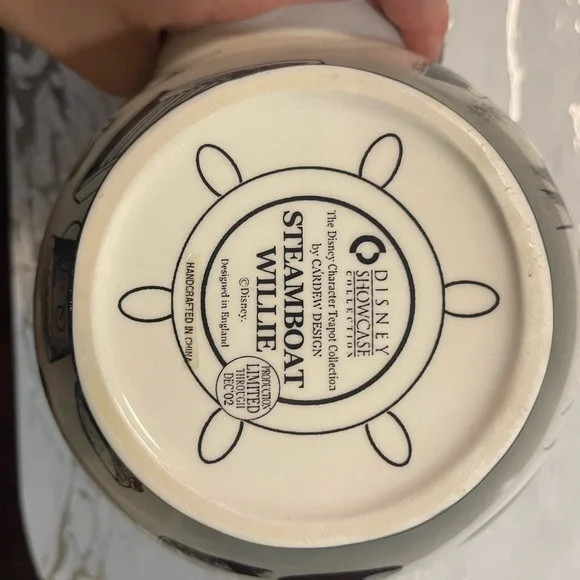 DISNEY
SHOWCASE
COLLECTION
The Disney Character Teapot Collection
by CARDEW DESIGN
STEAMBOAT
WILLIE
©Disney.
Designed in England
HANDCRAFTED IN CHINA
PRODUCTION
LIMITED
THROUGH
DEC'02